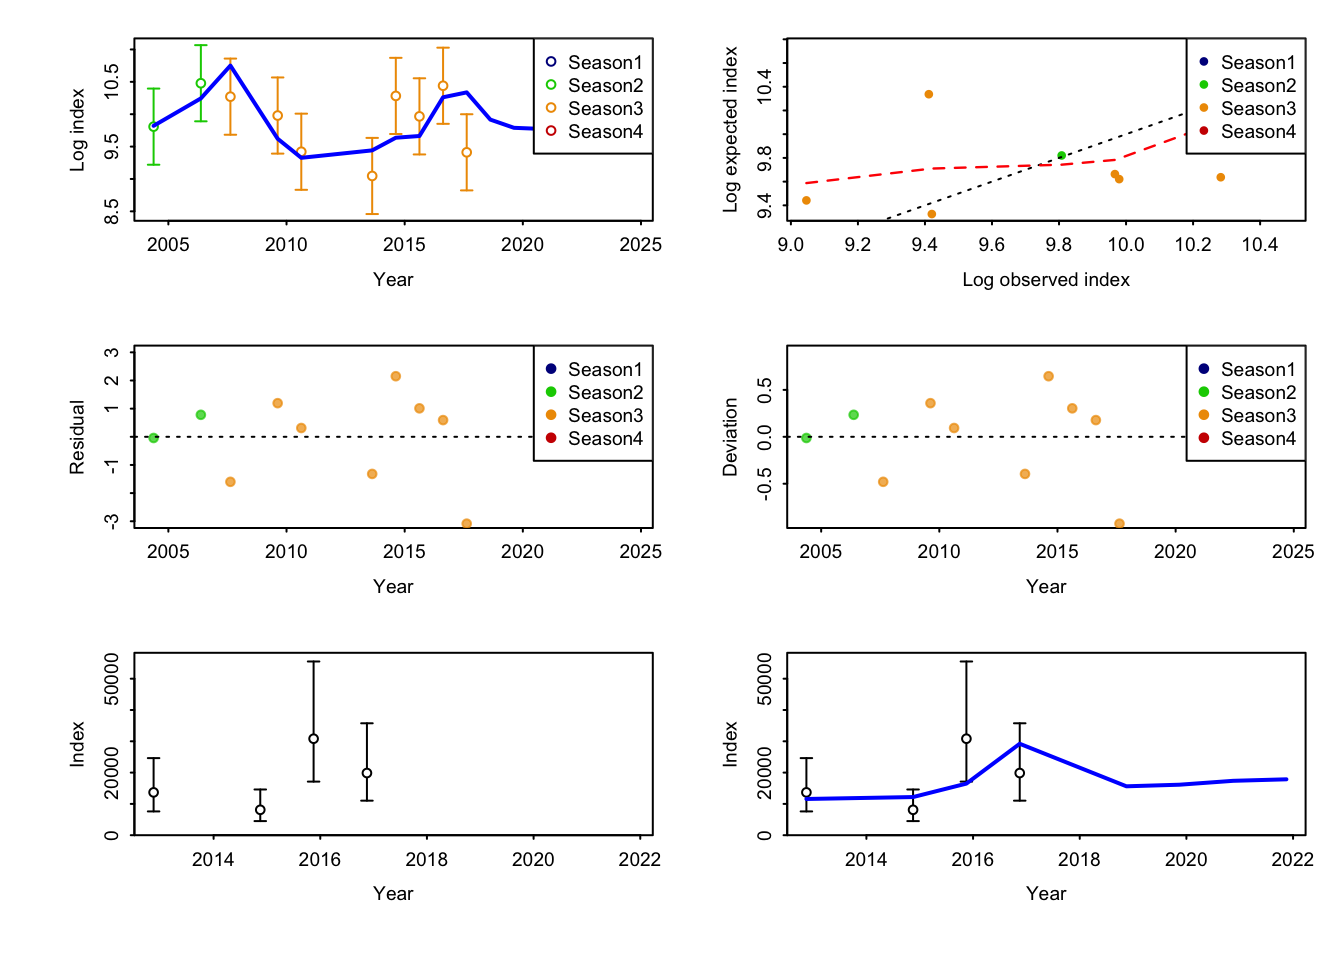 Log index
8.5 9.5 10.5
2005 2010 2015 2020 2025
Year
Season1
Season2
Season3
Season4
Log expected index
9.4 9.8 10.4
9.0 9.2 9.4 9.6 9.8 10.0 10.2 10.4
Log observed index
Season1
Season2
Season3
Season4
Residual
-3 -1 1 2 3
2005 2010 2015 2020 2025
Year
Season1
Season2
Season3
Season4
Deviation
-0.5 0.0 0.5
2005 2010 2015 2020 2025
Year
Season1
Season2
Season3
Season4
Index
0 20000 50000
2014 2016 2018 2020 2022
Year
Index
0 20000 50000
2014 2016 2018 2020 2022
Year